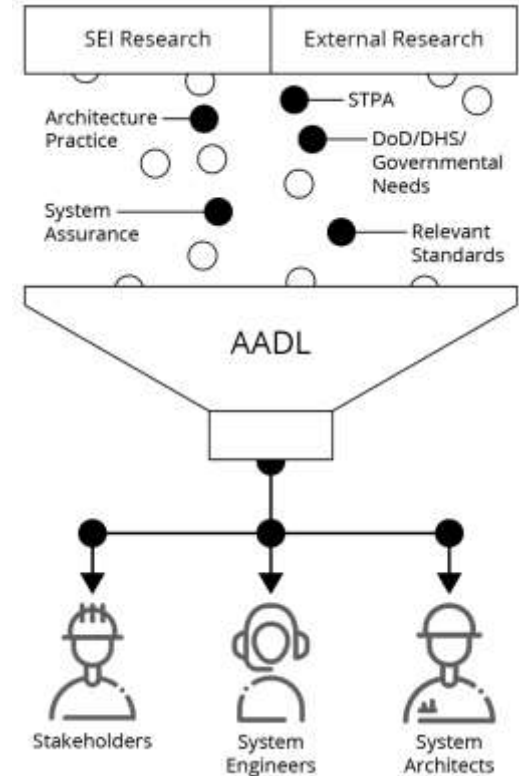 SEI Research
External Research
Architecture
Practice
STPA
DoD/DHS/
Governmental
Needs
System
Assurance
Relevant
Standards
AADL
Stakeholders
System
Engineers
System
Architects